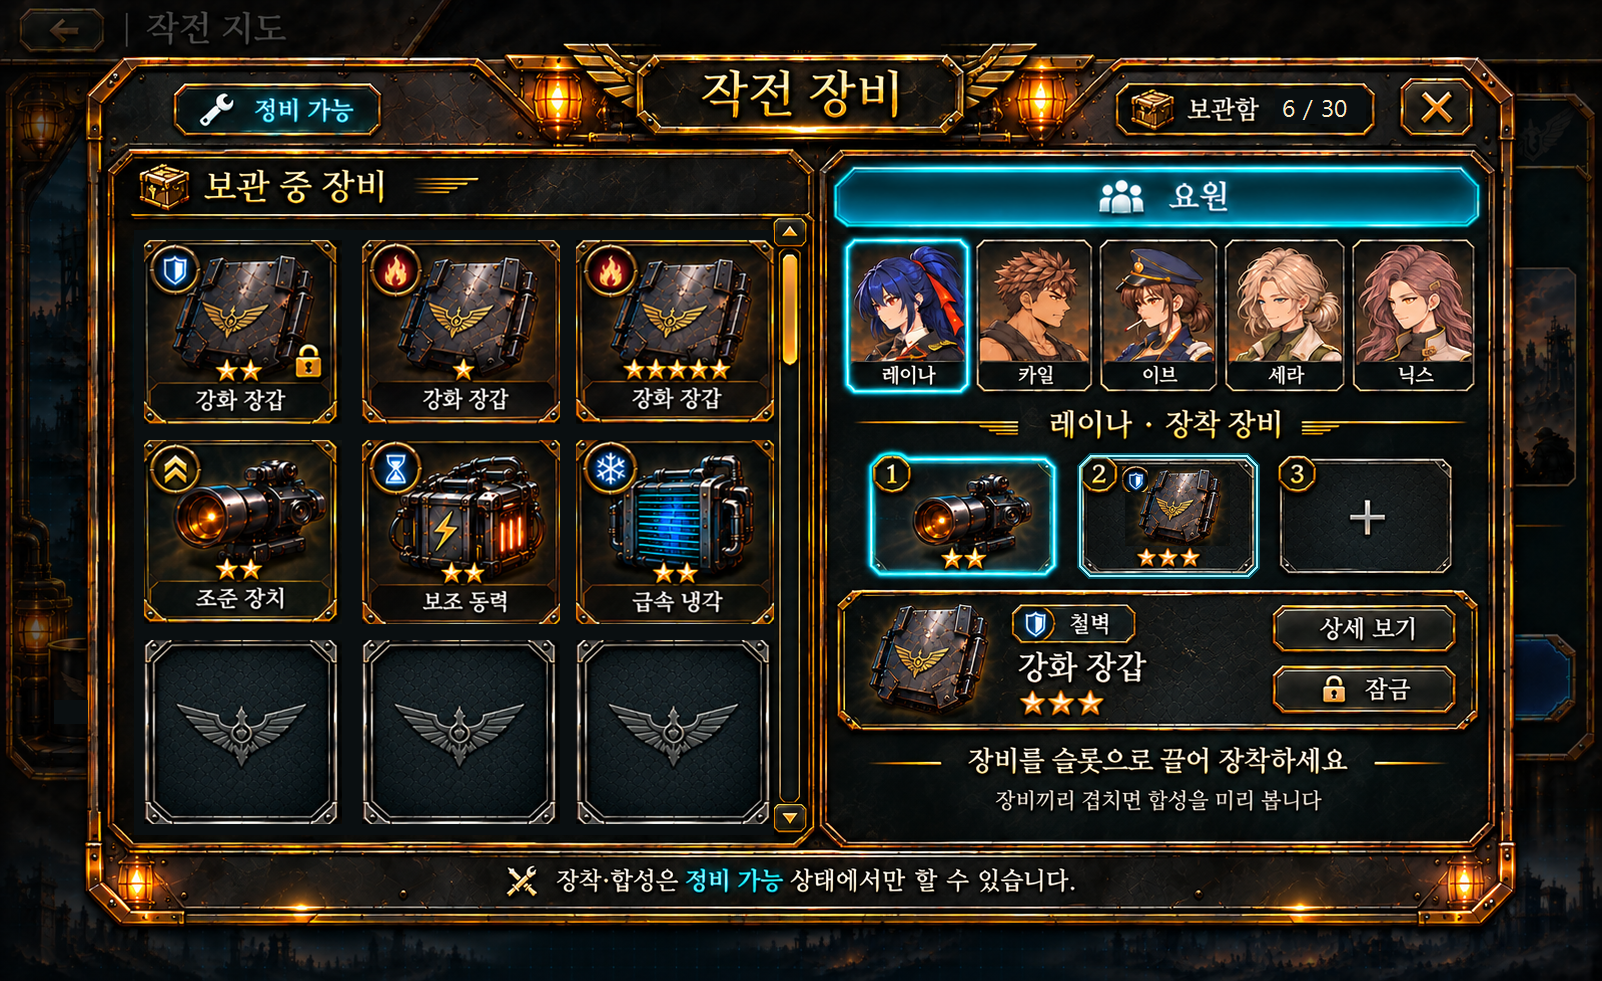 작전 지도
정비 가능
작전 장비
보관함 6 / 30
보관 중 장비
요원
강화 장갑
강화 장갑
강화 장갑
조준 장치
보조 동력
급속 냉각
레이나
카일
이브
세라
닉스
레이나 · 장착 장비
1
2
3
철벽
강화 장갑
상세 보기
잠금
장비를 슬롯으로 끌어 장착하세요
장비끼리 겹치면 합성을 미리 봅니다
장착·합성은 정비 가능 상태에서만 할 수 있습니다.